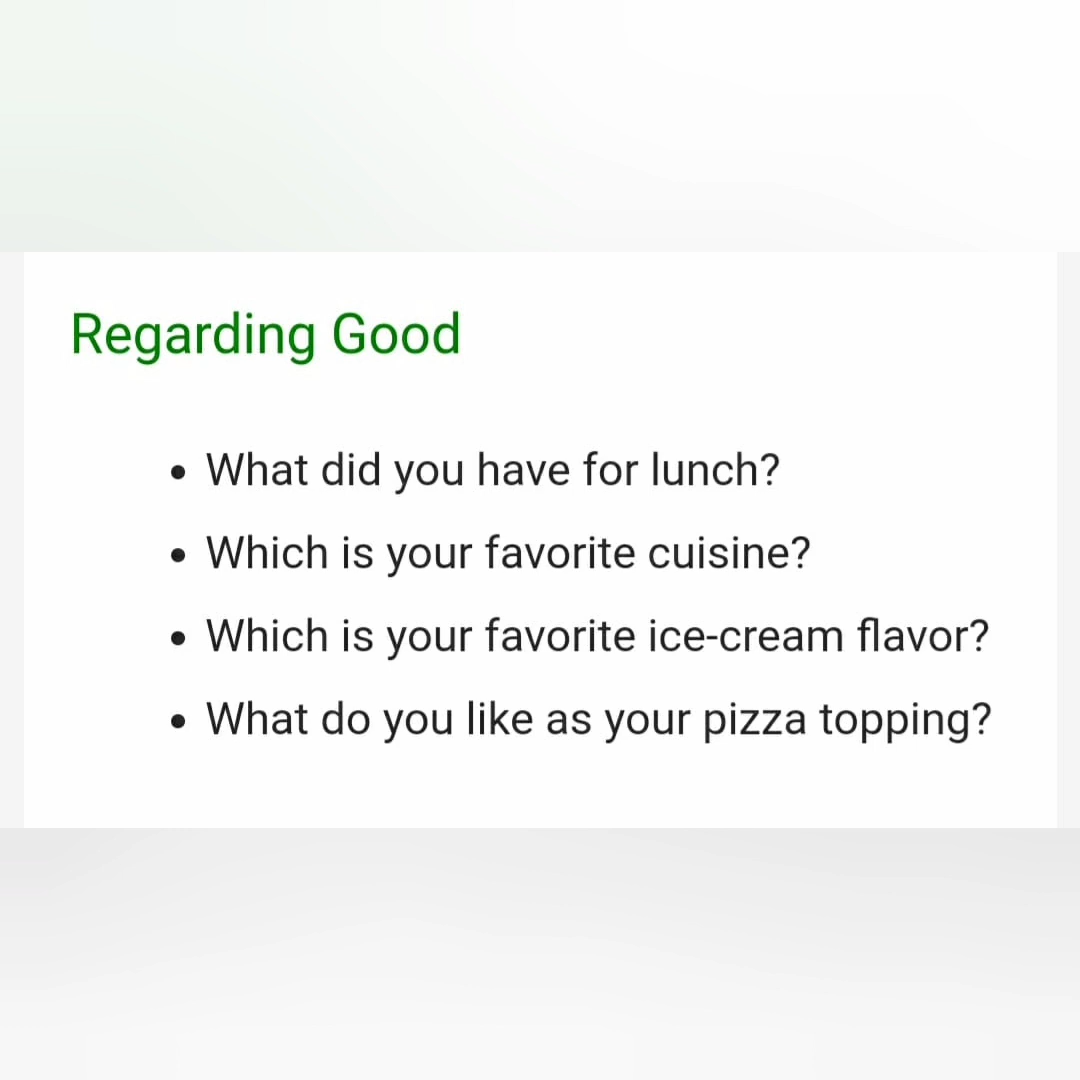 Regarding Good
• What did you have for lunch?
• Which is your favorite cuisine?
• Which is your favorite ice-cream flavor?
• What do you like as your pizza topping?